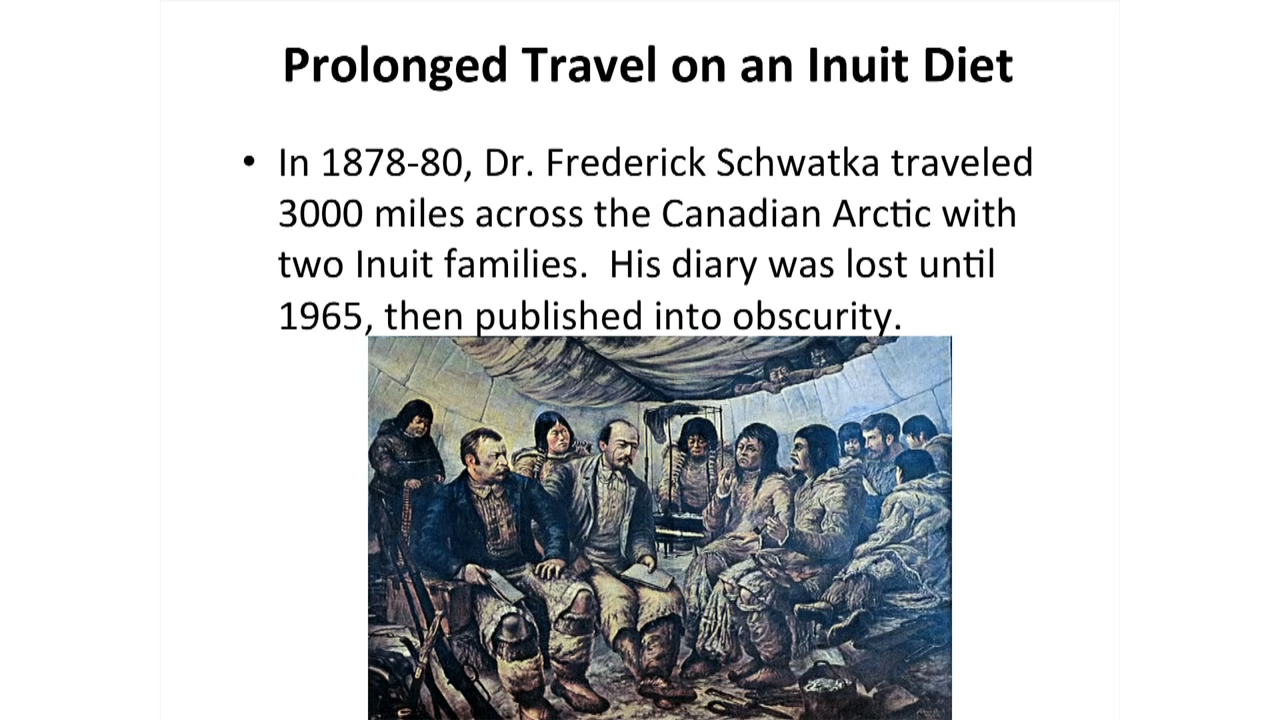 Prolonged Travel on an Inuit Diet
• In 1878-80, Dr. Frederick Schwatka traveled
3000 miles across the Canadian Arctic with
two Inuit families.  His diary was lost until
1965, then published into obscurity.